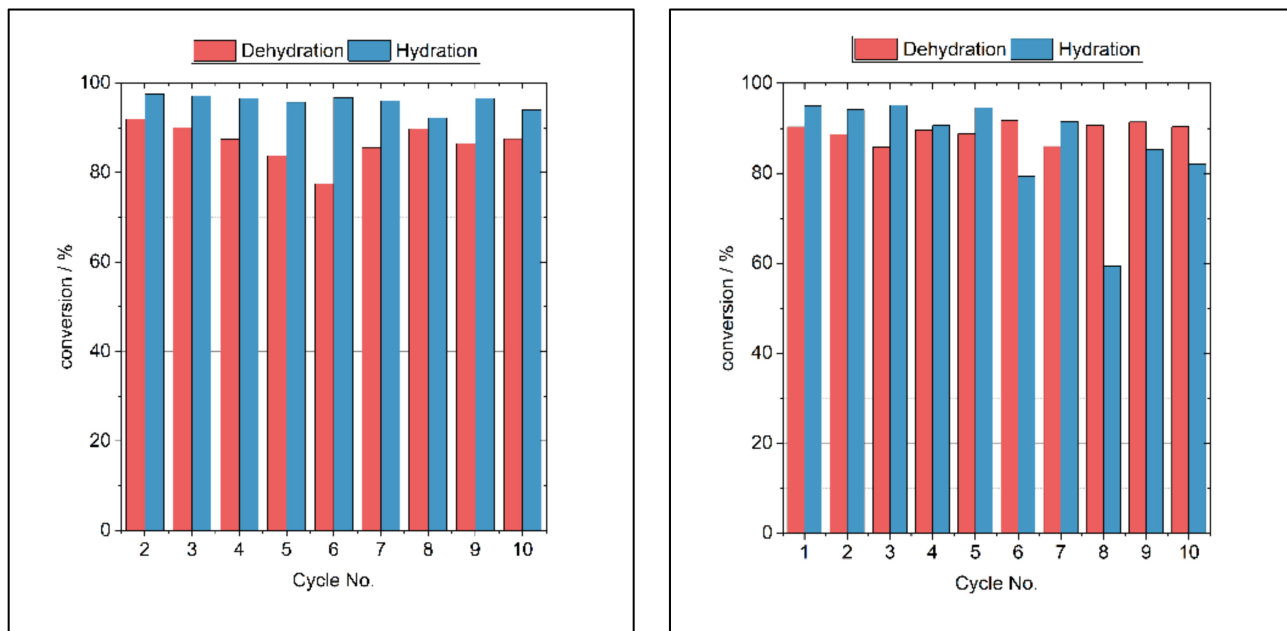 Dehydration Hydration
100
80
60
40
20
0
conversion / %
2 3 4 5 6 7 8 9 10
Cycle No.
Dehydration Hydration
100
80
60
40
20
0
conversion / %
1 2 3 4 5 6 7 8 9 10
Cycle No.